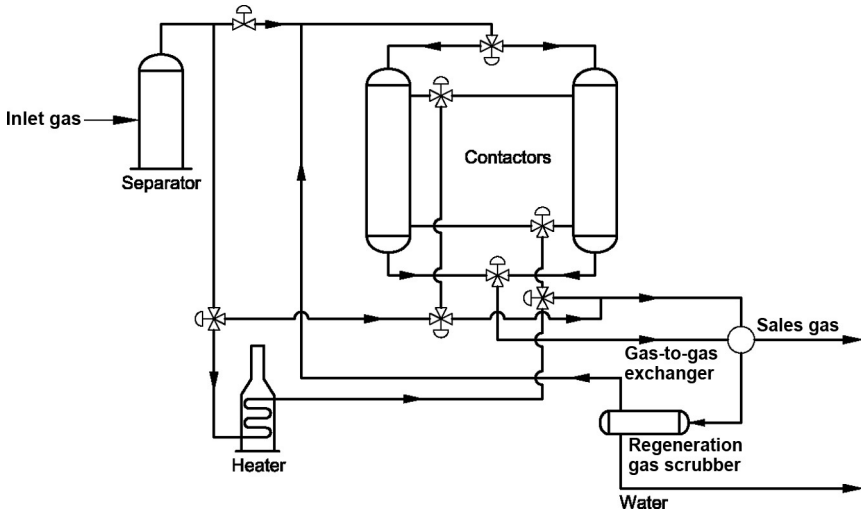 Inlet gas
Separator
Contactors
Sales gas
Gas-to-gas
exchanger
Heater
Regeneration
gas scrubber
Water